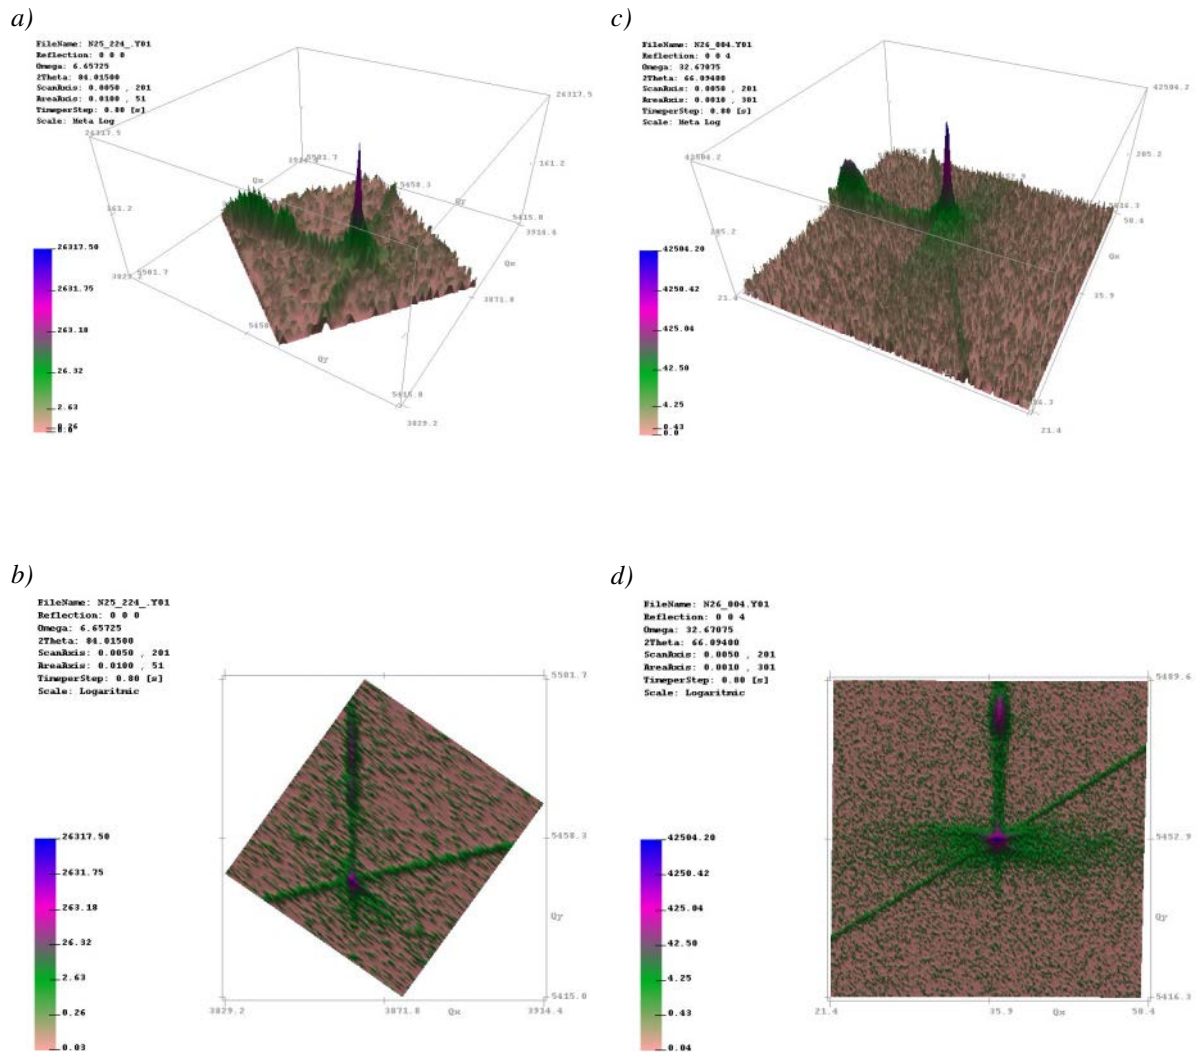 a)
FileName: N25_224_.Y01
Reflection: 0 0 0
Omega: 6.65725
2Theta: 84.01500
ScanAxis: 0.0050 , 201
AreaAxis: 0.0100 , 51
TimeperStep: 0.80 [s]
Scale: Meta Log
26317.5
26317.5
5501.7
161.2
Qx
5458.3
Qy
5415.0
3914.4
161.2
3871.8
5501.7
Qy
5415.0
3829.2
26317.50
2631.75
263.18
26.32
2.63
0.26
0.0
c)
FileName: N26_004.Y01
Reflection: 0 0 4
Omega: 32.67075
2Theta: 66.09400
ScanAxis: 0.0050 , 201
AreaAxis: 0.0010 , 301
TimeperStep: 0.80 [s]
Scale: Meta Log
42504.2
42504.2
205.2
50.4
Qx
205.2
35.9
21.4
21.4
42504.20
4250.42
425.04
42.50
4.25
0.43
0.0
b)
FileName: N25_224_.Y01
Reflection: 0 0 0
Omega: 6.65725
2Theta: 84.01500
ScanAxis: 0.0050 , 201
AreaAxis: 0.0100 , 51
TimeperStep: 0.80 [s]
Scale: Logaritmic
5501.7
5458.3
Qy
5415.0
3829.2
3871.8
Qx
3914.4
26317.50
2631.75
263.18
26.32
2.63
0.26
0.03
d)
FileName: N26_004.Y01
Reflection: 0 0 4
Omega: 32.67075
2Theta: 66.09400
ScanAxis: 0.0050 , 201
AreaAxis: 0.0010 , 301
TimeperStep: 0.80 [s]
Scale: Logaritmic
5489.6
5452.9
Qy
5416.3
21.4
35.9
Qx
50.4
42504.20
4250.42
425.04
42.50
4.25
0.43
0.04